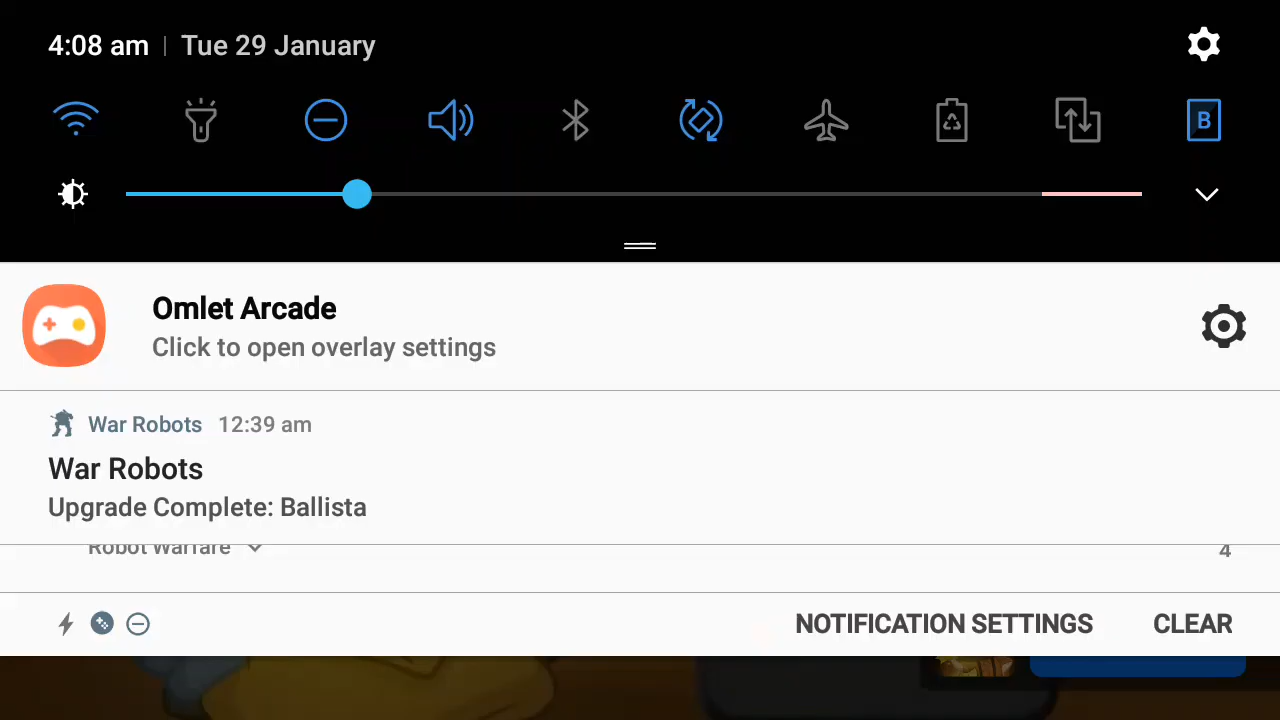 4:08 am | Tue 29 January
B
Omlet Arcade
Click to open overlay settings
War Robots 12:39 am
War Robots
Upgrade Complete: Ballista
Robot Warfare 4
NOTIFICATION SETTINGS CLEAR